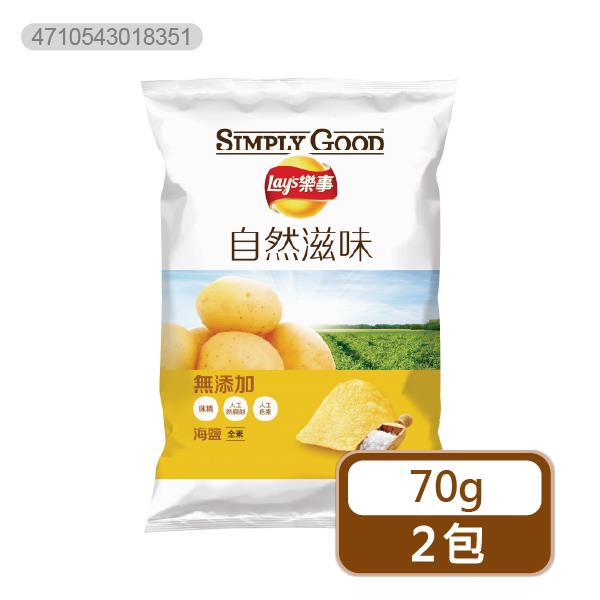 4710543018351
SIMPLY GOOD
Lay's樂事
自然滋味
無添加
味精
人工
防腐劑
人工
色素
海鹽 全素
70g
2包